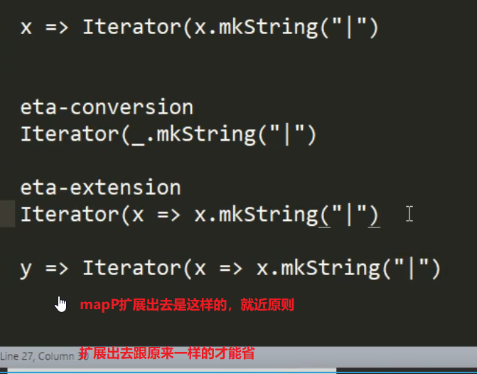 x => Iterator(x.mkString("|")
eta-conversion
Iterator(_.mkString("|")
eta-extension
Iterator(x => x.mkString("|")
y => Iterator(x => x.mkString("|")
mapP扩展出去是这样的，就近原则
扩展出去跟原来一样的才能省
Line 27, Column 30